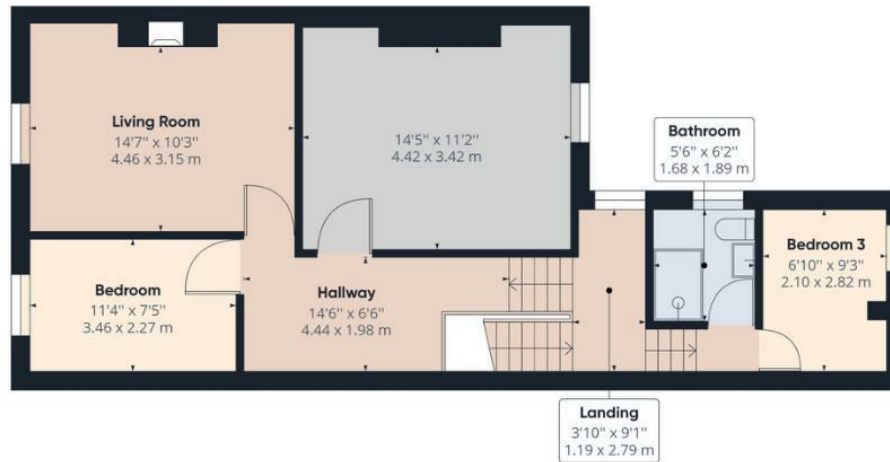 Living Room
14'7" x 10'3"
4.46 x 3.15 m
14'5" x 11'2"
4.42 x 3.42 m
Bathroom
5'6" x 6'2"
1.68 x 1.89 m
Bedroom
11'4" x 7'5"
3.46 x 2.27 m
Hallway
14'6" x 6'6"
4.44 x 1.98 m
Bedroom 3
6'10" x 9'3"
2.10 x 2.82 m
Landing
3'10" x 9'1"
1.19 x 2.79 m